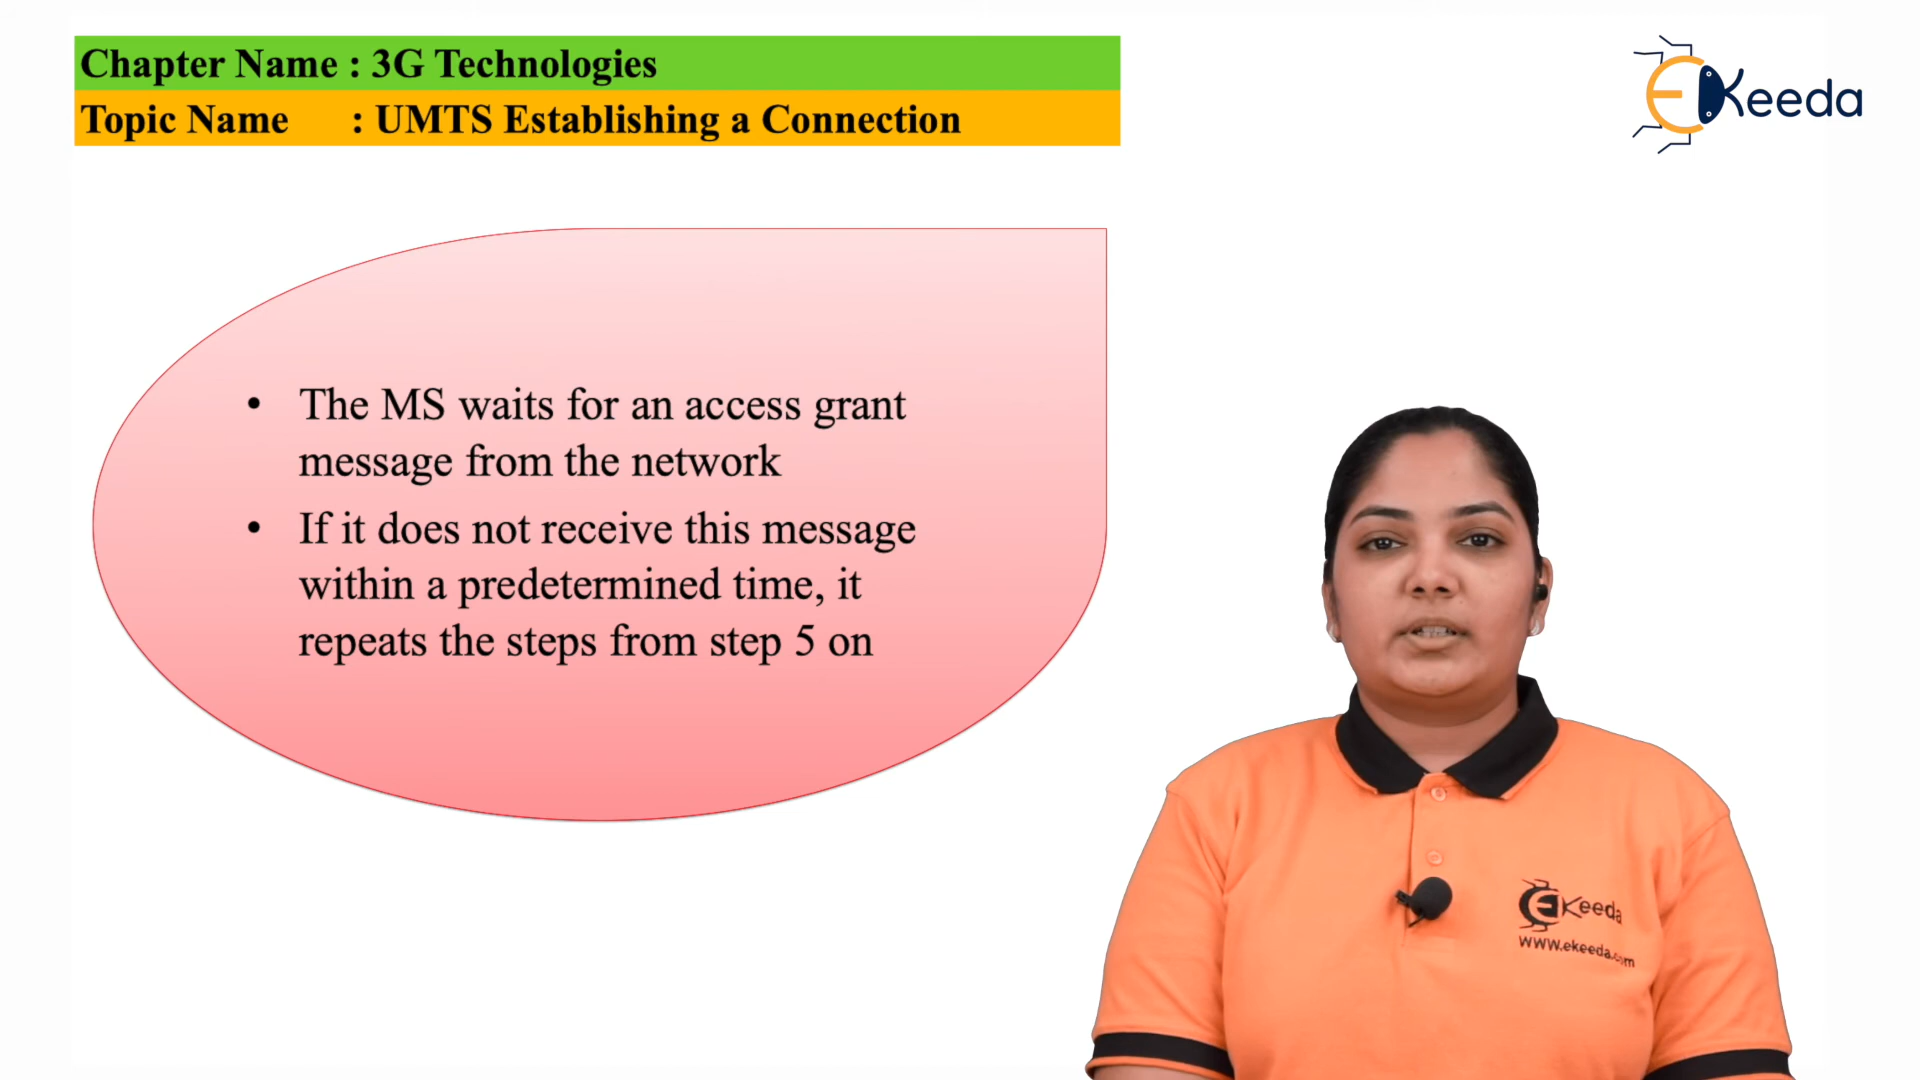 Chapter Name : 3G Technologies
Topic Name : UMTS Establishing a Connection
EKeeda
• The MS waits for an access grant
message from the network
• If it does not receive this message
within a predetermined time, it
repeats the steps from step 5 on
EKeeda
www.ekeeda.com